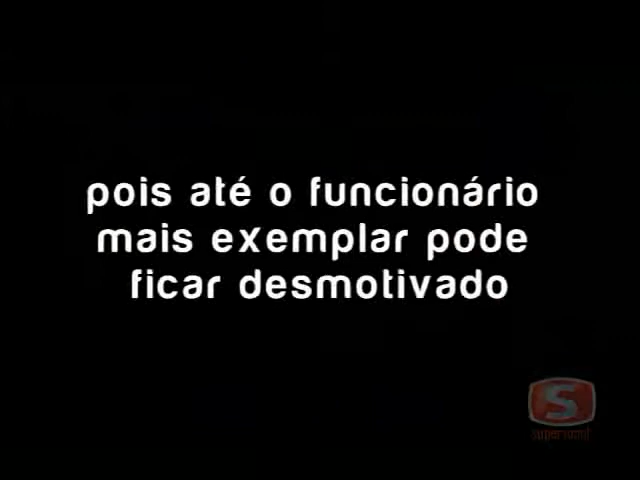 pois até o funcionário
mais exemplar pode
ficar desmotivado
S